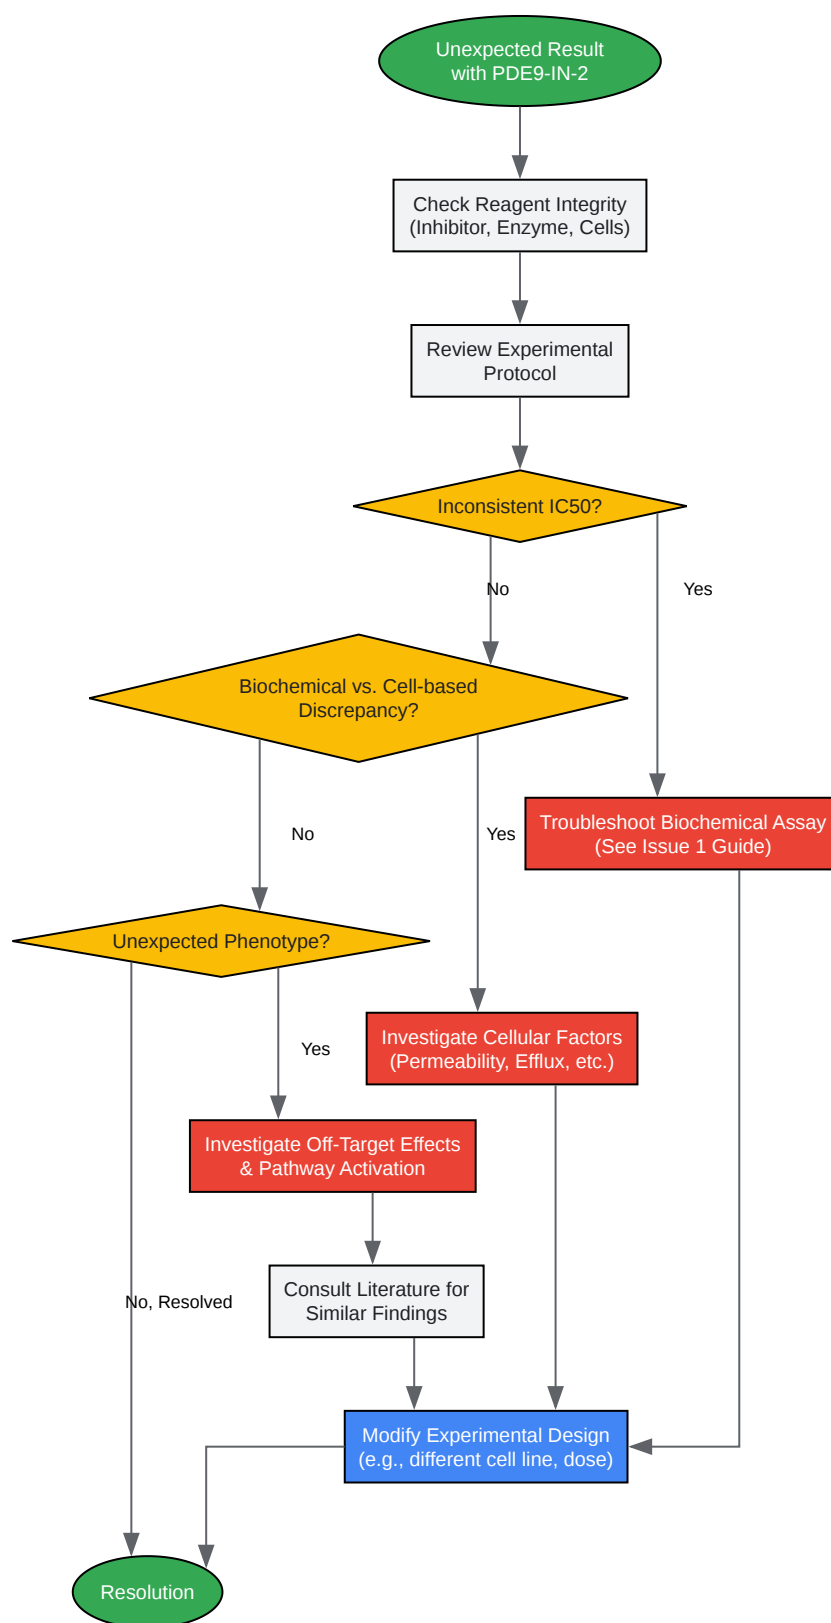 Unexpected Result
with PDE9-IN-2
Check Reagent Integrity
(Inhibitor, Enzyme, Cells)
Review Experimental
Protocol
Inconsistent IC50?
No
Yes
Biochemical vs. Cell-based
Discrepancy?
Troubleshoot Biochemical Assay
(See Issue 1 Guide)
No
Yes
Unexpected Phenotype?
Investigate Cellular Factors
(Permeability, Efflux, etc.)
Yes
Investigate Off-Target Effects
& Pathway Activation
Consult Literature for
Similar Findings
No, Resolved
Modify Experimental Design
(e.g., different cell line, dose)
Resolution